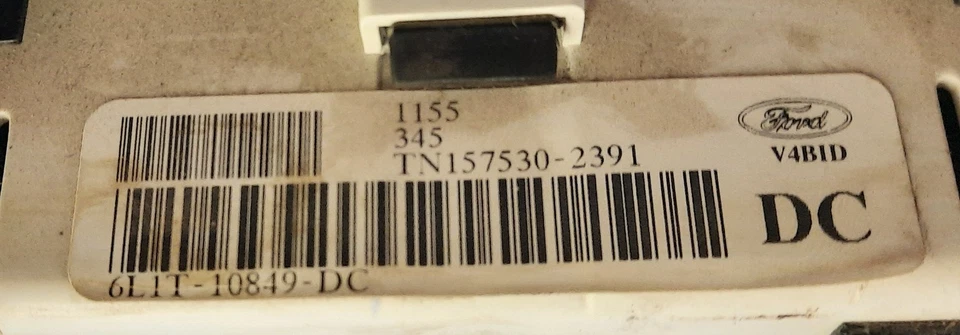 1155
345
TN157530-2391
Ford
V4BID
DC
6L1T-10849-DC